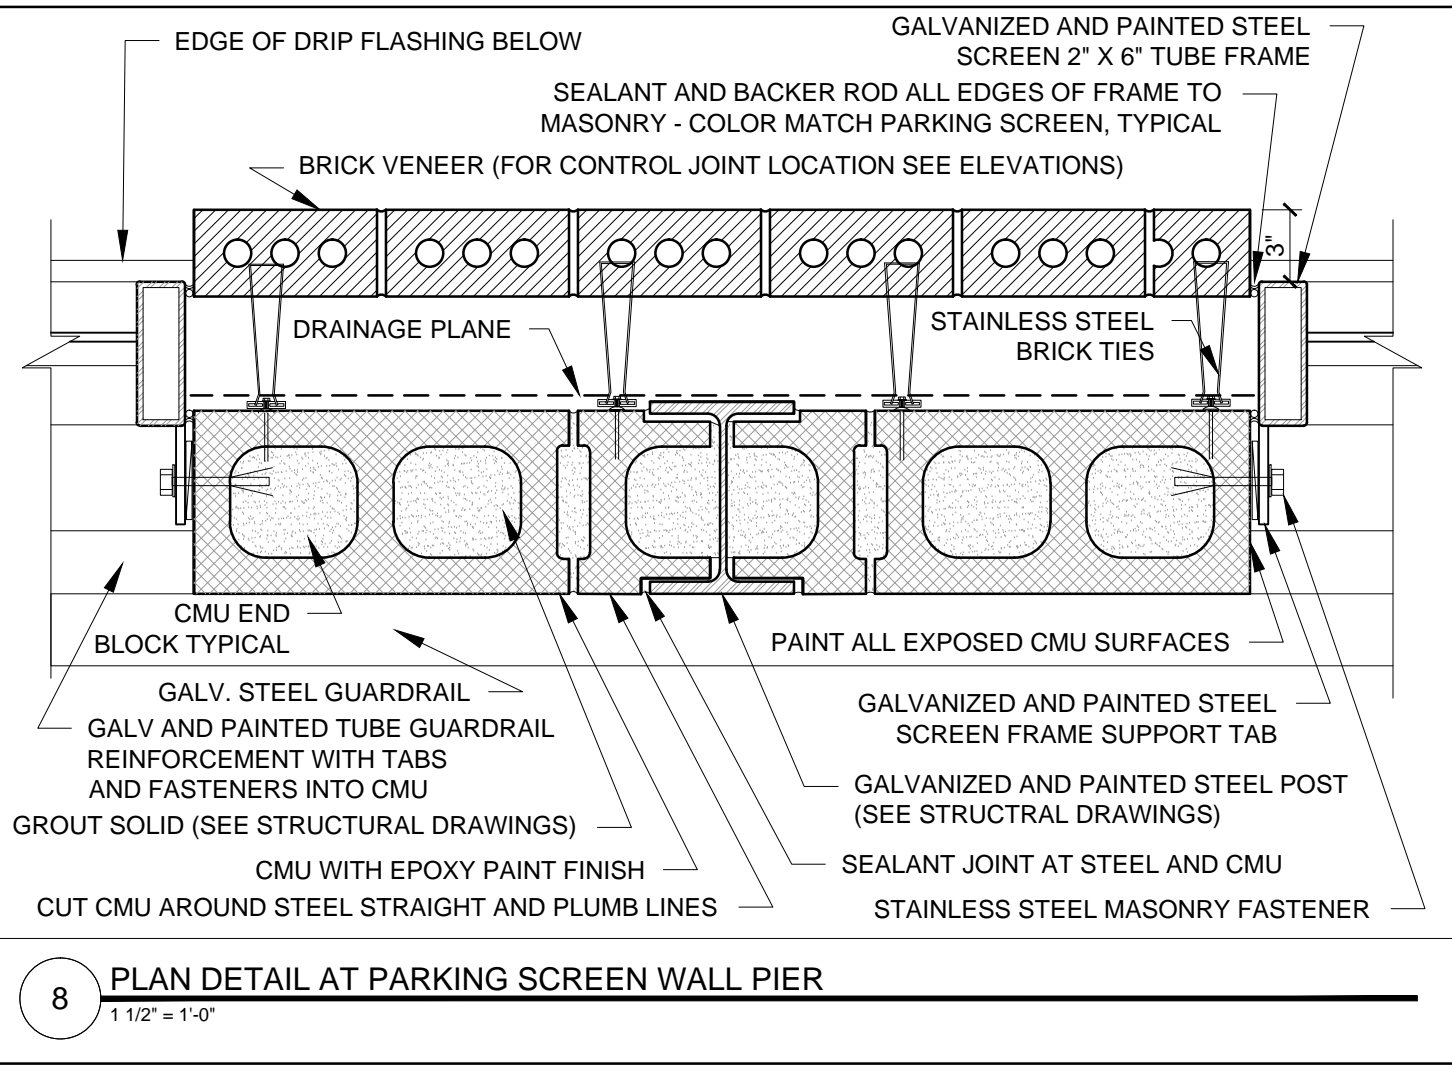 EDGE OF DRIP FLASHING BELOW
GALVANIZED AND PAINTED STEEL
SCREEN 2" X 6" TUBE FRAME
SEALANT AND BACKER ROD ALL EDGES OF FRAME TO
MASONRY - COLOR MATCH PARKING SCREEN, TYPICAL
BRICK VENEER (FOR CONTROL JOINT LOCATION SEE ELEVATIONS)
3"
DRAINAGE PLANE
STAINLESS STEEL
BRICK TIES
CMU END
BLOCK TYPICAL
PAINT ALL EXPOSED CMU SURFACES
GALV. STEEL GUARDRAIL
GALV AND PAINTED TUBE GUARDRAIL
REINFORCEMENT WITH TABS
AND FASTENERS INTO CMU
GALVANIZED AND PAINTED STEEL
SCREEN FRAME SUPPORT TAB
GALVANIZED AND PAINTED STEEL POST
(SEE STRUCTRAL DRAWINGS)
GROUT SOLID (SEE STRUCTURAL DRAWINGS)
CMU WITH EPOXY PAINT FINISH
SEALANT JOINT AT STEEL AND CMU
CUT CMU AROUND STEEL STRAIGHT AND PLUMB LINES
STAINLESS STEEL MASONRY FASTENER
8
PLAN DETAIL AT PARKING SCREEN WALL PIER
1 1/2" = 1'-0"